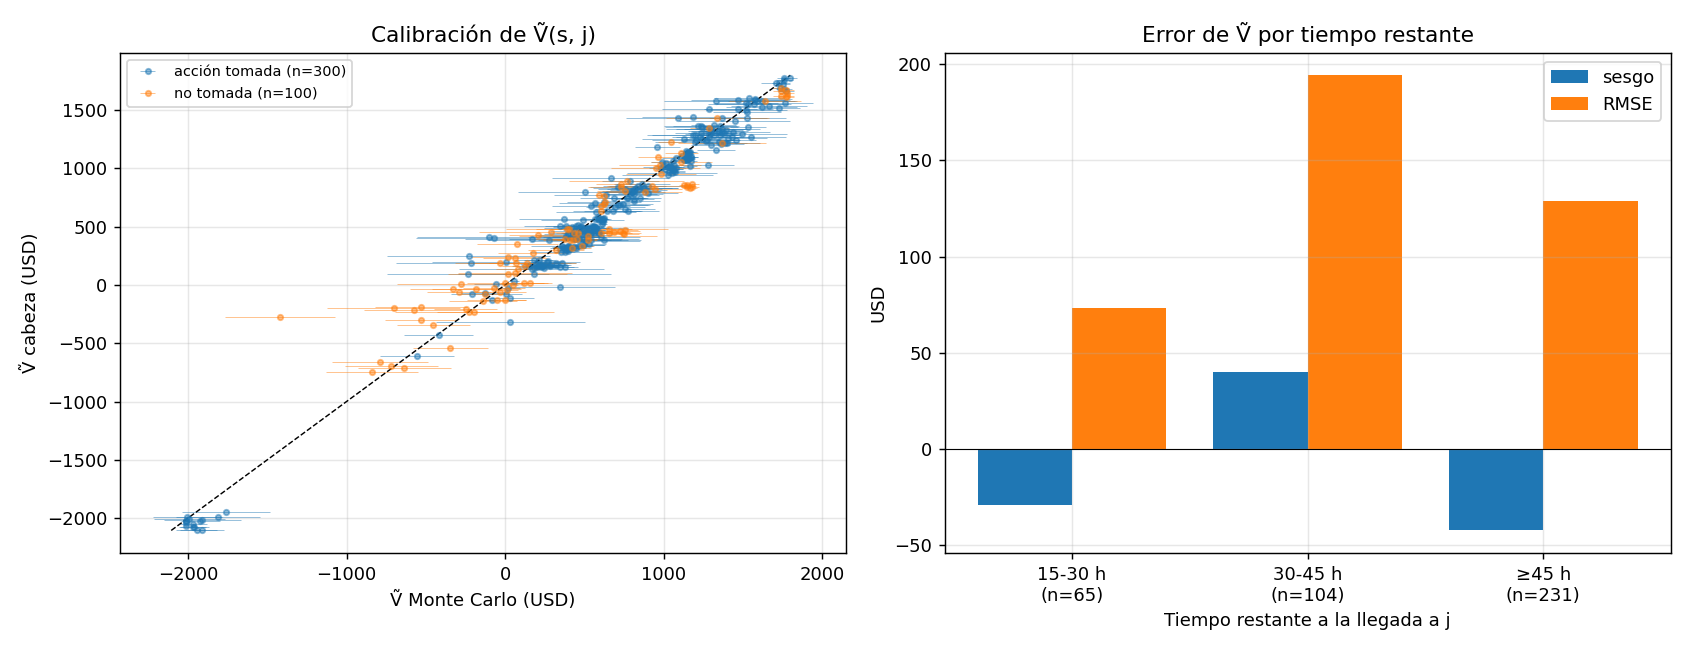 Calibración de Ṽ(s, j)
acción tomada (n=300)
no tomada (n=100)
Ṽ cabeza (USD)
1500
1000
500
0
−500
−1000
−1500
−2000
−2000
−1000
0
1000
2000
Ṽ Monte Carlo (USD)
Error de Ṽ por tiempo restante
sesgo
RMSE
USD
200
150
100
50
0
−50
15-30 h
(n=65)
30-45 h
(n=104)
≥45 h
(n=231)
Tiempo restante a la llegada a j